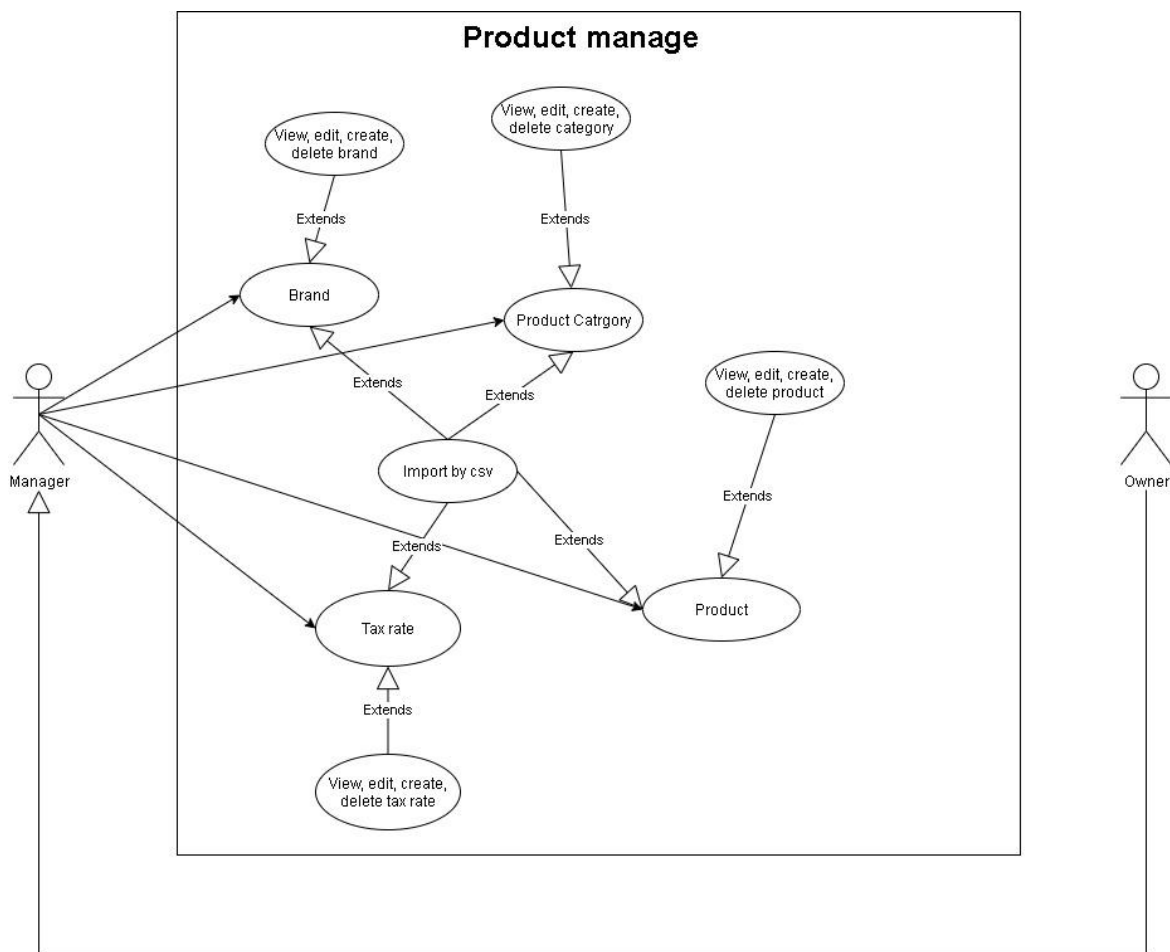 Product manage
View, edit, create,
delete category
View, edit, create,
delete brand
Extends
Extends
Brand
Product Catrgory
Extends
Extends
View, edit, create,
delete product
Manager
Import by csv
Owner
Extends
Extends
Extends
Tax rate
Product
Extends
View, edit, create,
delete tax rate